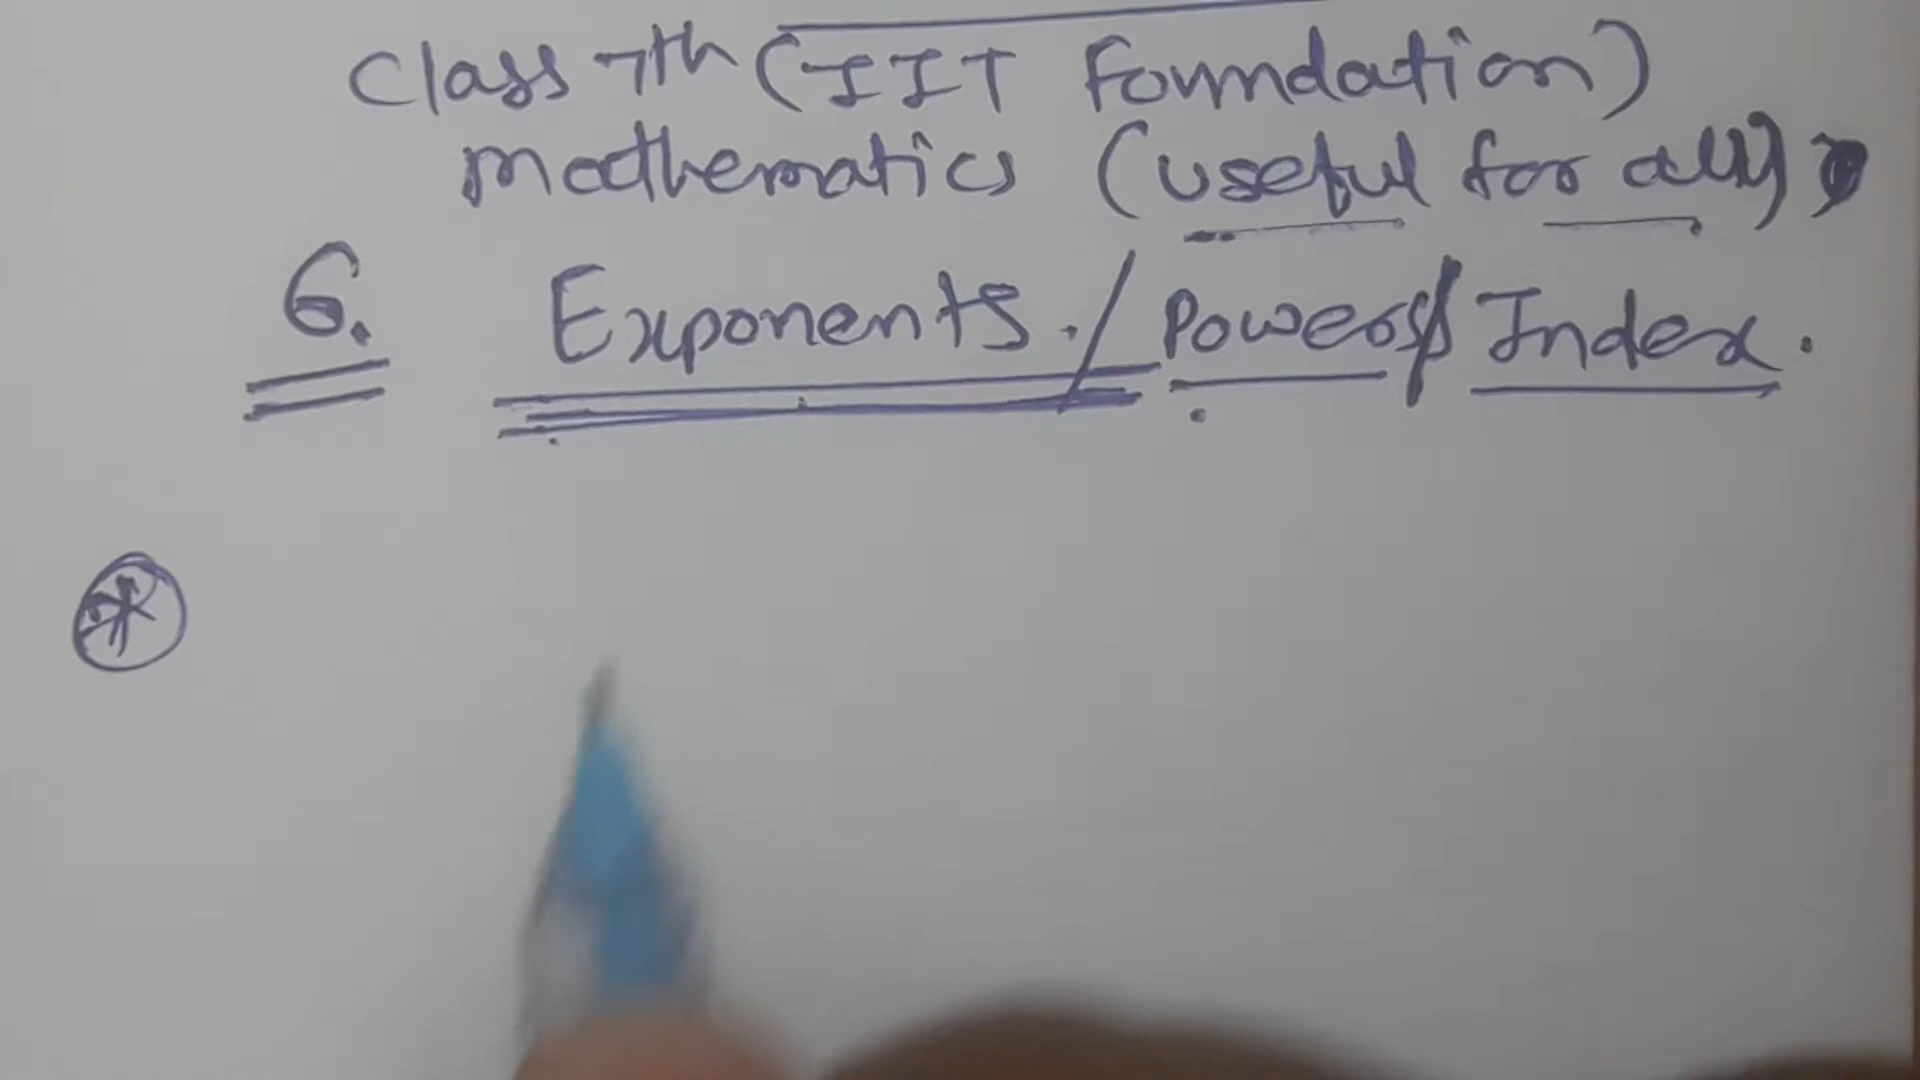 Class 7th (IIT Foundation)
mathematics (useful for all)
6. Exponents. / Powers / Index.
*